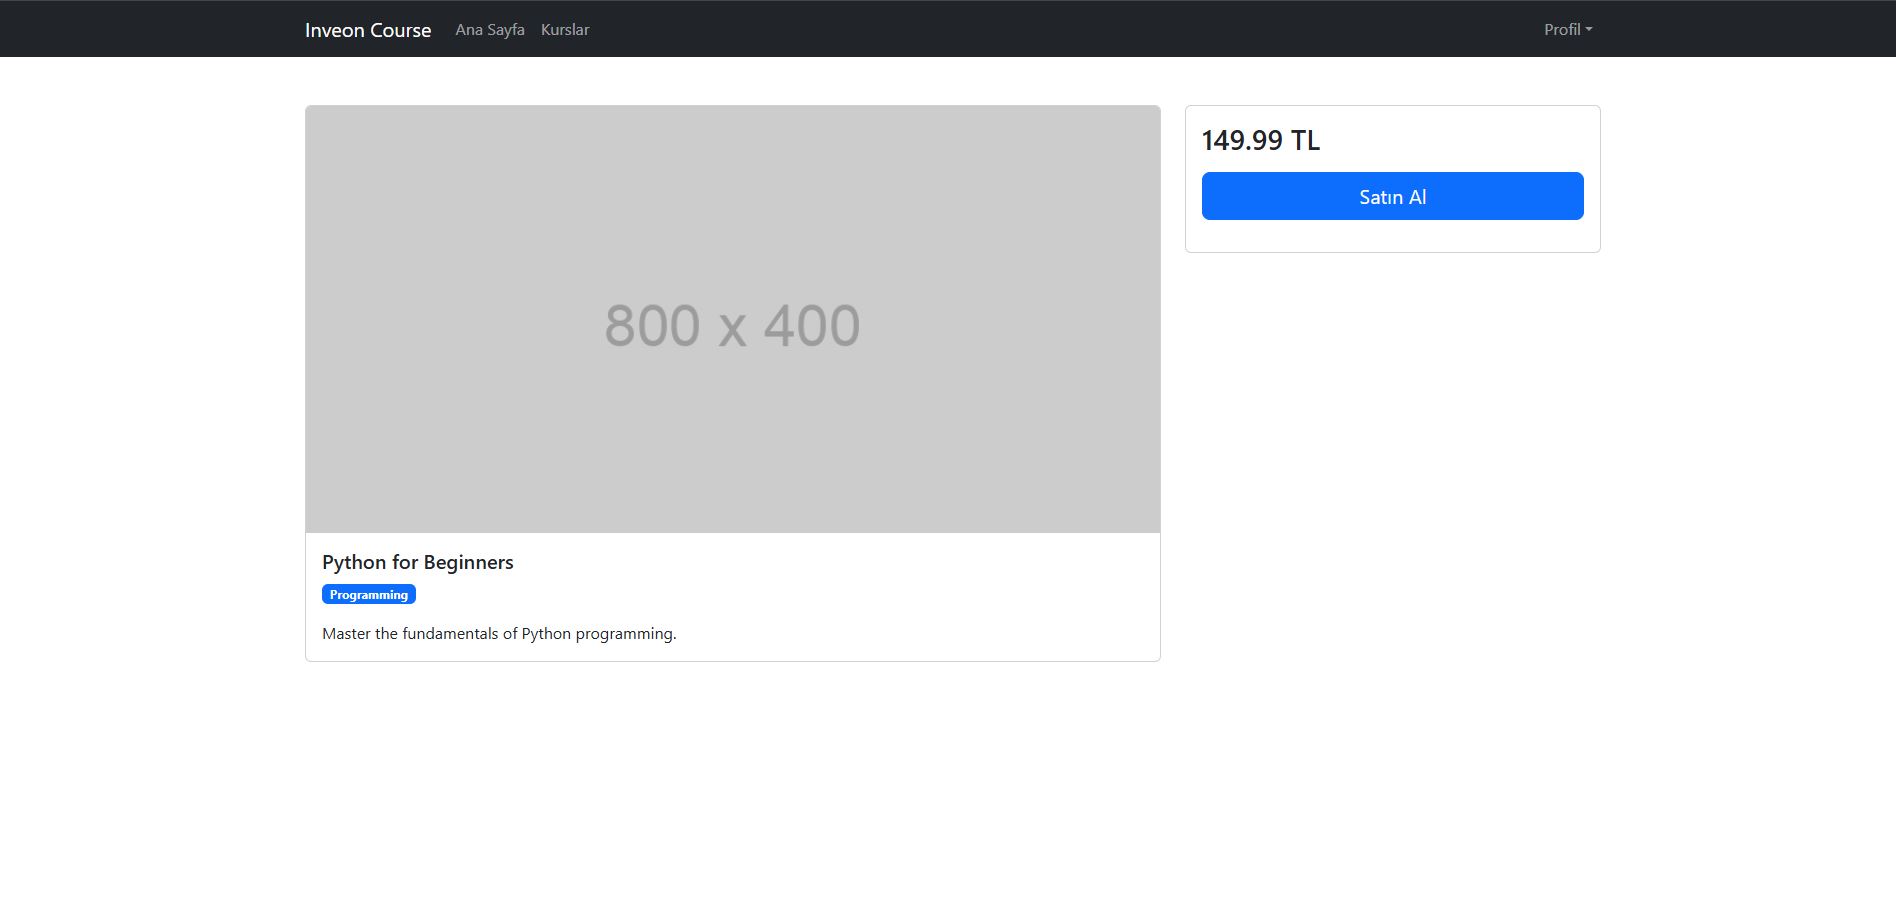 Inveon Course Ana Sayfa Kurslar Profil
800 x 400
Python for Beginners
Programming
Master the fundamentals of Python programming.
149.99 TL
Satın Al